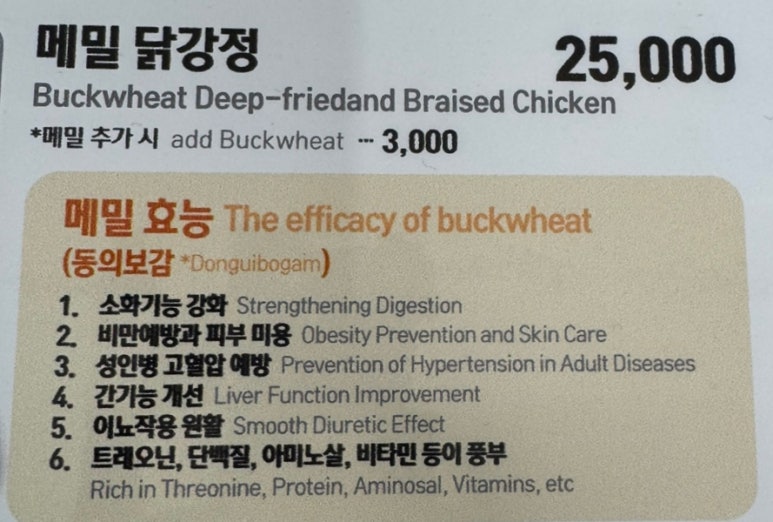 메밀 닭강정 25,000
Buckwheat Deep-friedand Braised Chicken
*메밀 추가 시 add Buckwheat ··· 3,000
메밀 효능 The efficacy of buckwheat
(동의보감 *Donguibogam)
1. 소화기능 강화 Strengthening Digestion
2. 비만예방과 피부 미용 Obesity Prevention and Skin Care
3. 성인병 고혈압 예방 Prevention of Hypertension in Adult Diseases
4. 간기능 개선 Liver Function Improvement
5. 이뇨작용 원활 Smooth Diuretic Effect
6. 트레오닌, 단백질, 아미노살, 비타민 등이 풍부
Rich in Threonine, Protein, Aminosal, Vitamins, etc